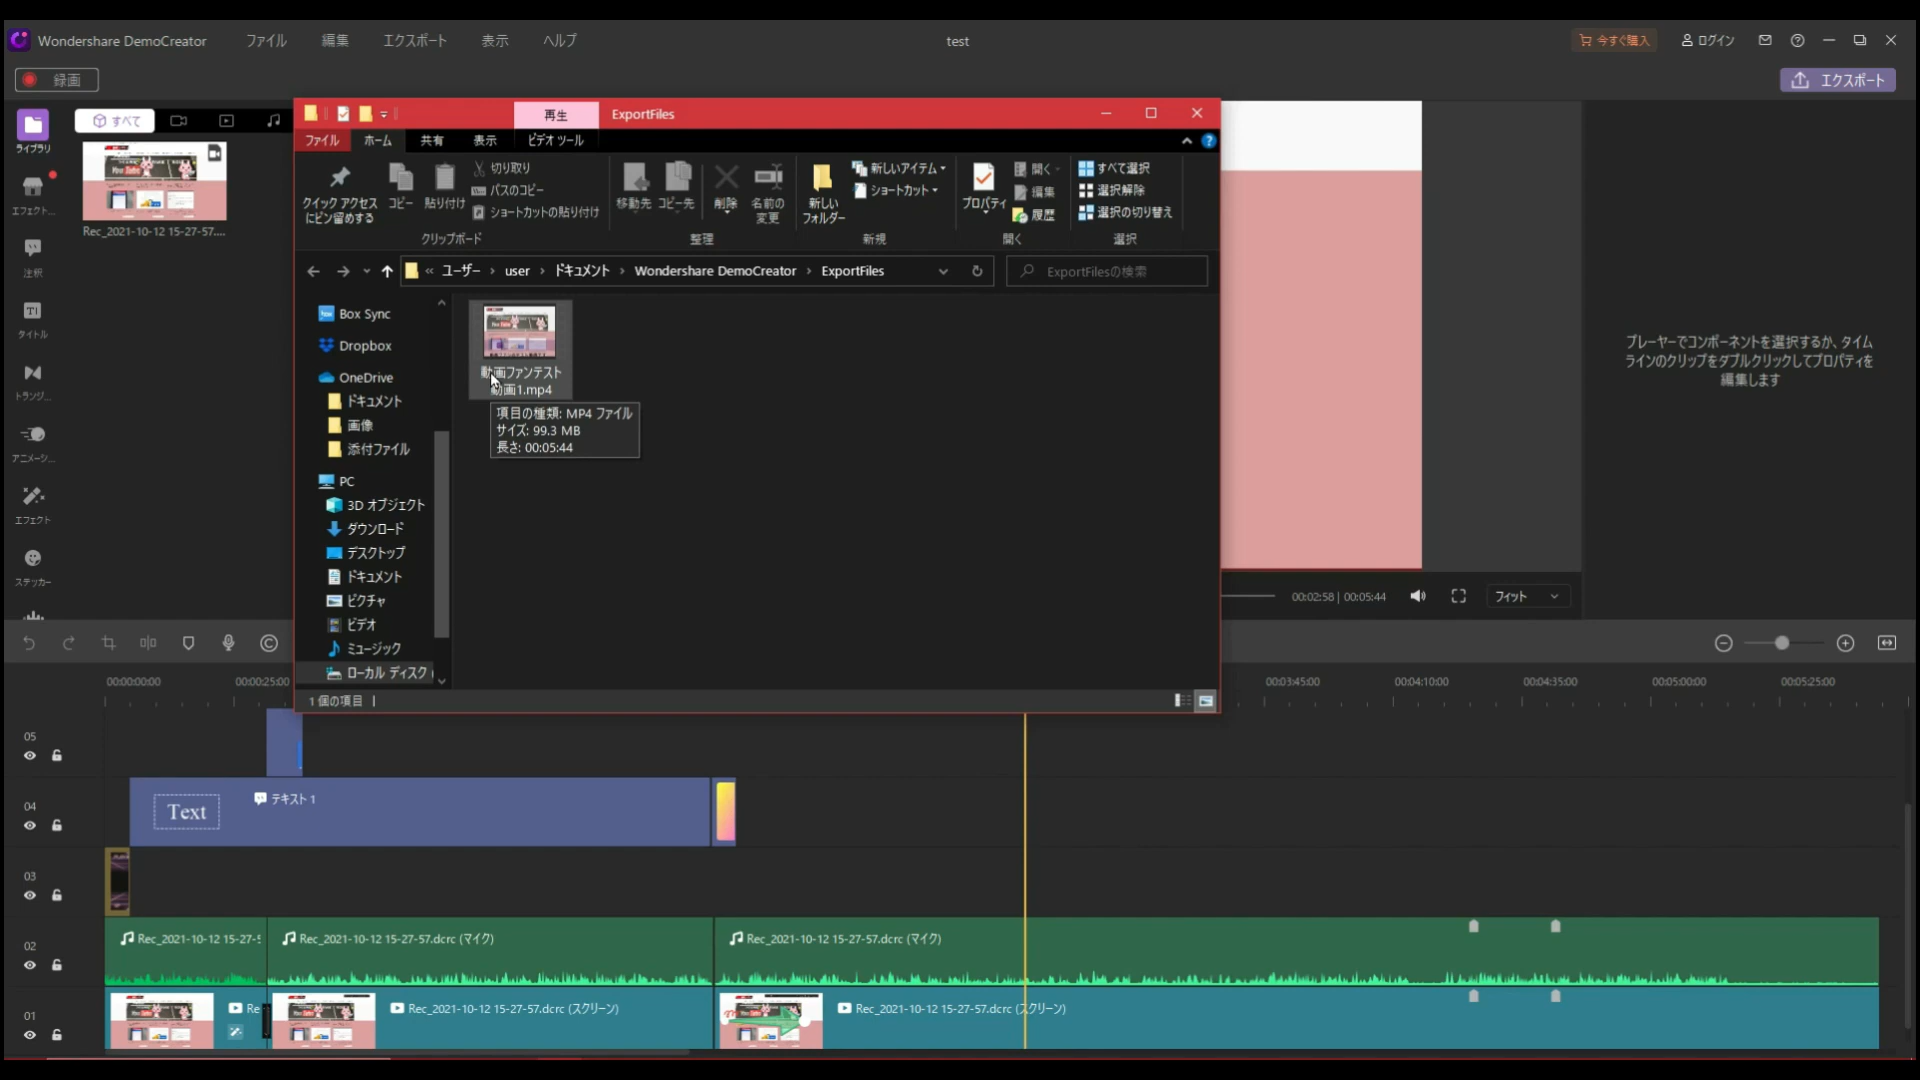 Wondershare DemoCreator ファイル 編集 エクスポート 表示 ヘルプ test 今すぐ購入 ログイン
録画 エクスポート
すべて
ライブラリ
エフェクト...
注釈
タイトル
トランジ...
アニメーシ...
エフェクト
ステッカー
Rec_2021-10-12 15-27-57....
再生 ExportFiles
ファイル ホーム 共有 表示 ビデオ ツール
クイック アクセス
にピン留めする
コピー
貼り付け
切り取り
パスのコピー
ショートカットの貼り付け
クリップボード
移動先
コピー先
削除
名前の
変更
整理
新しい
フォルダー
新しいアイテム
ショートカット
新規
プロパティ
開く
編集
履歴
開く
すべて選択
選択解除
選択の切り替え
選択
« ユーザー › user › ドキュメント › Wondershare DemoCreator › ExportFiles
ExportFilesの検索
Box Sync
Dropbox
OneDrive
ドキュメント
画像
添付ファイル
PC
3D オブジェクト
ダウンロード
デスクトップ
ドキュメント
ピクチャ
ビデオ
ミュージック
ローカル ディスク
動画ファンテスト
動画1.mp4
項目の種類: MP4 ファイル
サイズ: 99.3 MB
長さ: 00:05:44
1 個の項目
プレーヤーでコンポーネントを選択するか、タイム
ラインのクリップをダブルクリックしてプロパティを
編集します
00:02:58 | 00:05:44 フィット
00:00:00:00 00:00:25:00 00:03:45:00 00:04:10:00 00:04:35:00 00:05:00:00 00:05:25:00
05
04
Text テキスト 1
03
02
Rec_2021-10-12 15-27-5 Rec_2021-10-12 15-27-57.dcrc (マイク) Rec_2021-10-12 15-27-57.dcrc (マイク)
01
Re Rec_2021-10-12 15-27-57.dcrc (スクリーン) Rec_2021-10-12 15-27-57.dcrc (スクリーン)